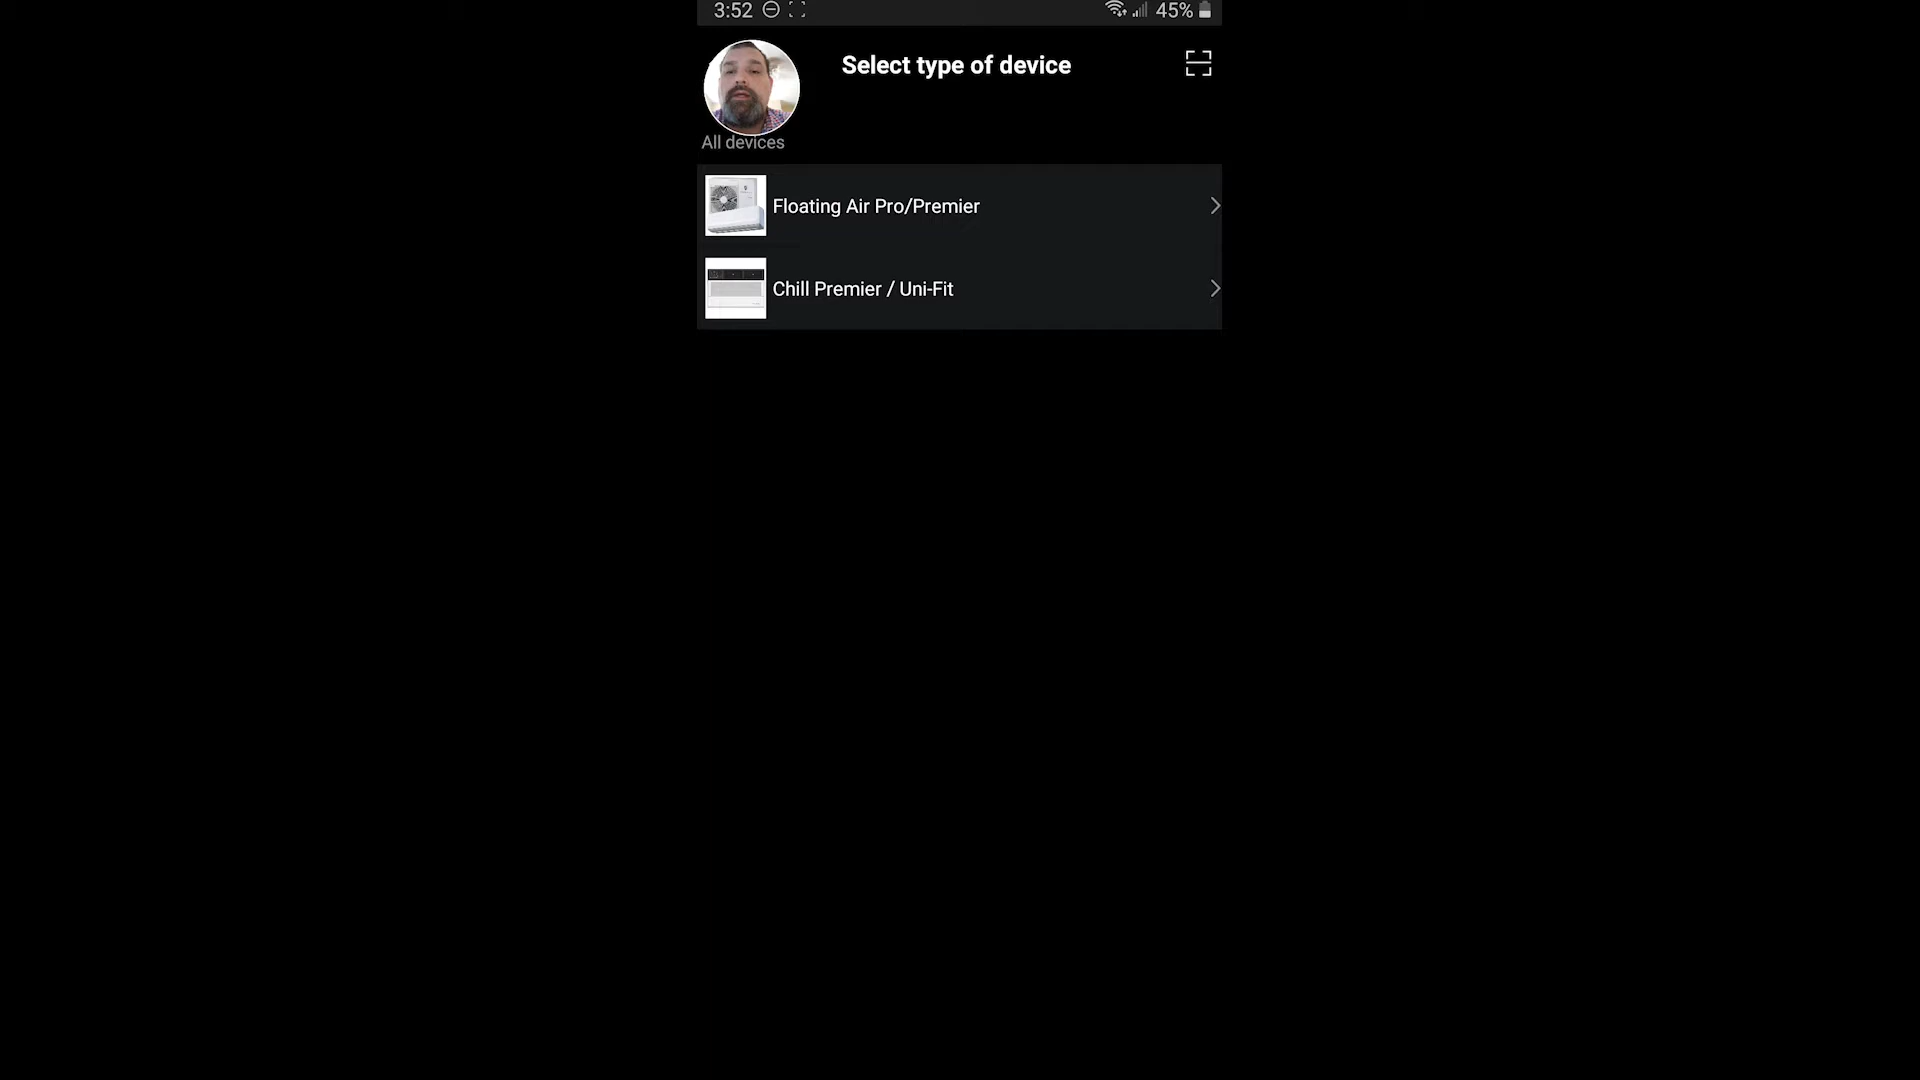 3:52 45%
Select type of device
All devices
Floating Air Pro/Premier
Chill Premier / Uni-Fit